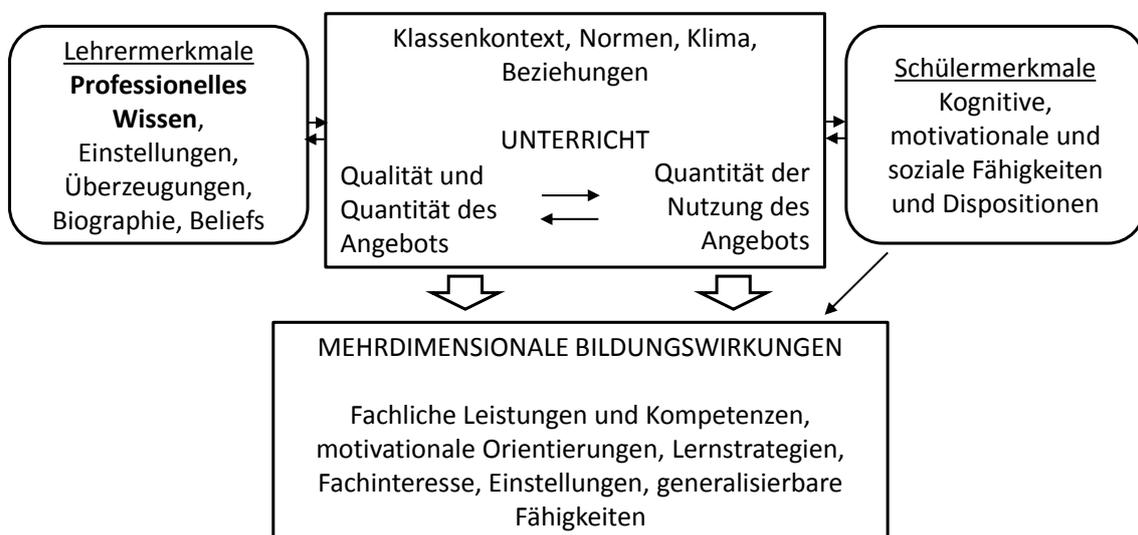 Lehrermerkmale
Professionelles
Wissen,
Einstellungen,
Überzeugungen,
Biographie, Beliefs
Klassenkontext, Normen, Klima,
Beziehungen
UNTERRICHT
Qualität und
Quantität des
Angebots
Quantität der
Nutzung des
Angebots
Schülermerkmale
Kognitive,
motivationale und
soziale Fähigkeiten
und Dispositionen
MEHRDIMENSIONALE BILDUNGSWIRKUNGEN
Fachliche Leistungen und Kompetenzen,
motivationale Orientierungen, Lernstrategien,
Fachinteresse, Einstellungen, generalisierbare
Fähigkeiten